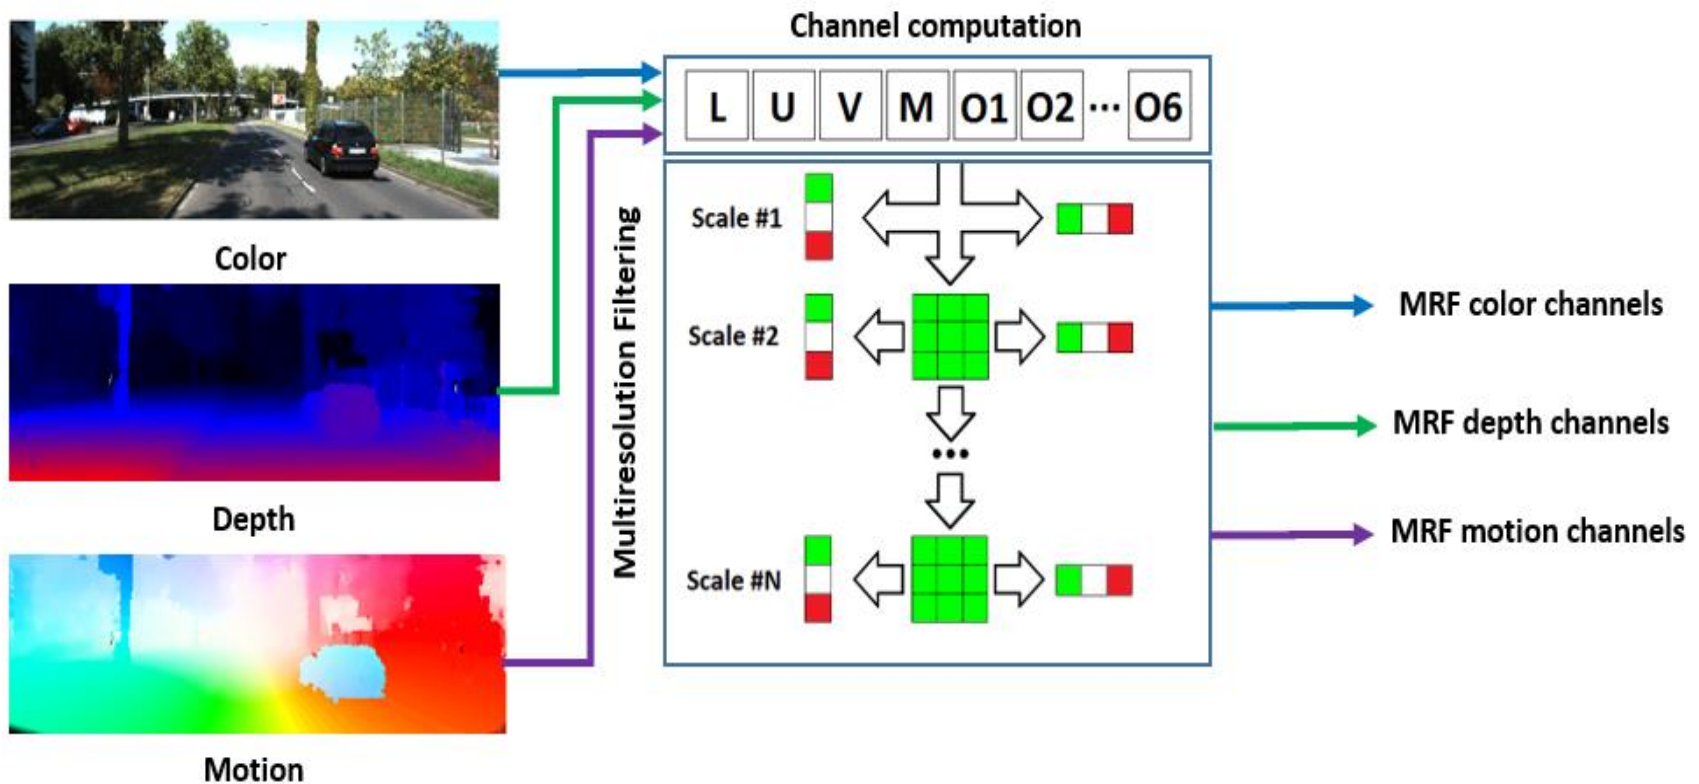 Channel computation
L U V M O1 O2 ··· O6
Color
Depth
Motion
Multiresolution Filtering
Scale #1
Scale #2
•••
Scale #N
MRF color channels
MRF depth channels
MRF motion channels